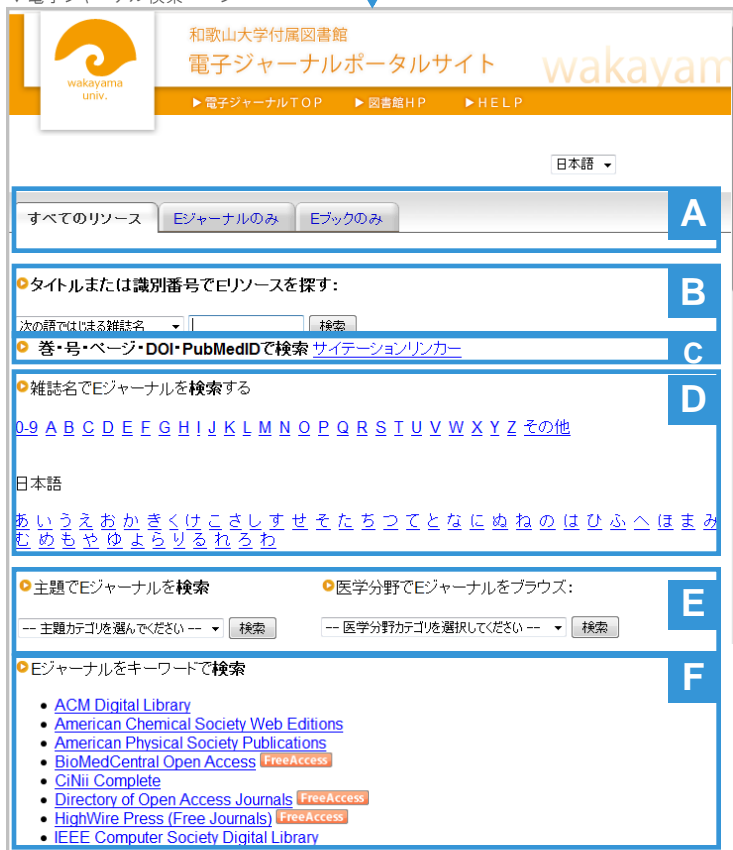 電子ジャーナル検索ページ
和歌山大学付属図書館
電子ジャーナルポータルサイト
wakayam
wakayama
univ.
▶電子ジャーナルTOP ▶図書館HP ▶HELP
日本語
すべてのリソース Eジャーナルのみ Eブックのみ
A
タイトルまたは識別番号でEリソースを探す:
B
次の語ではじまる雑誌名 検索
巻・号・ページ・DOI・PubMedIDで検索 サイテーションリンカー
C
雑誌名でEジャーナルを検索する
D
0-9 A B C D E F G H I J K L M N O P Q R S T U V W X Y Z その他
日本語
あ い う え お か き く け こ さ し す せ そ た ち つ て と な に ぬ ね の は ひ ふ へ ほ ま み
む め も や ゆ よ ら り る れ ろ わ
主題でEジャーナルを検索 医学分野でEジャーナルをブラウズ:
E
-- 主題カテゴリを選んでください -- 検索 -- 医学分野カテゴリを選択してください -- 検索
Eジャーナルをキーワードで検索
F
• ACM Digital Library
• American Chemical Society Web Editions
• American Physical Society Publications
• BioMedCentral Open Access FreeAccess
• CiNii Complete
• Directory of Open Access Journals FreeAccess
• HighWire Press (Free Journals) FreeAccess
• IEEE Computer Society Digital Library